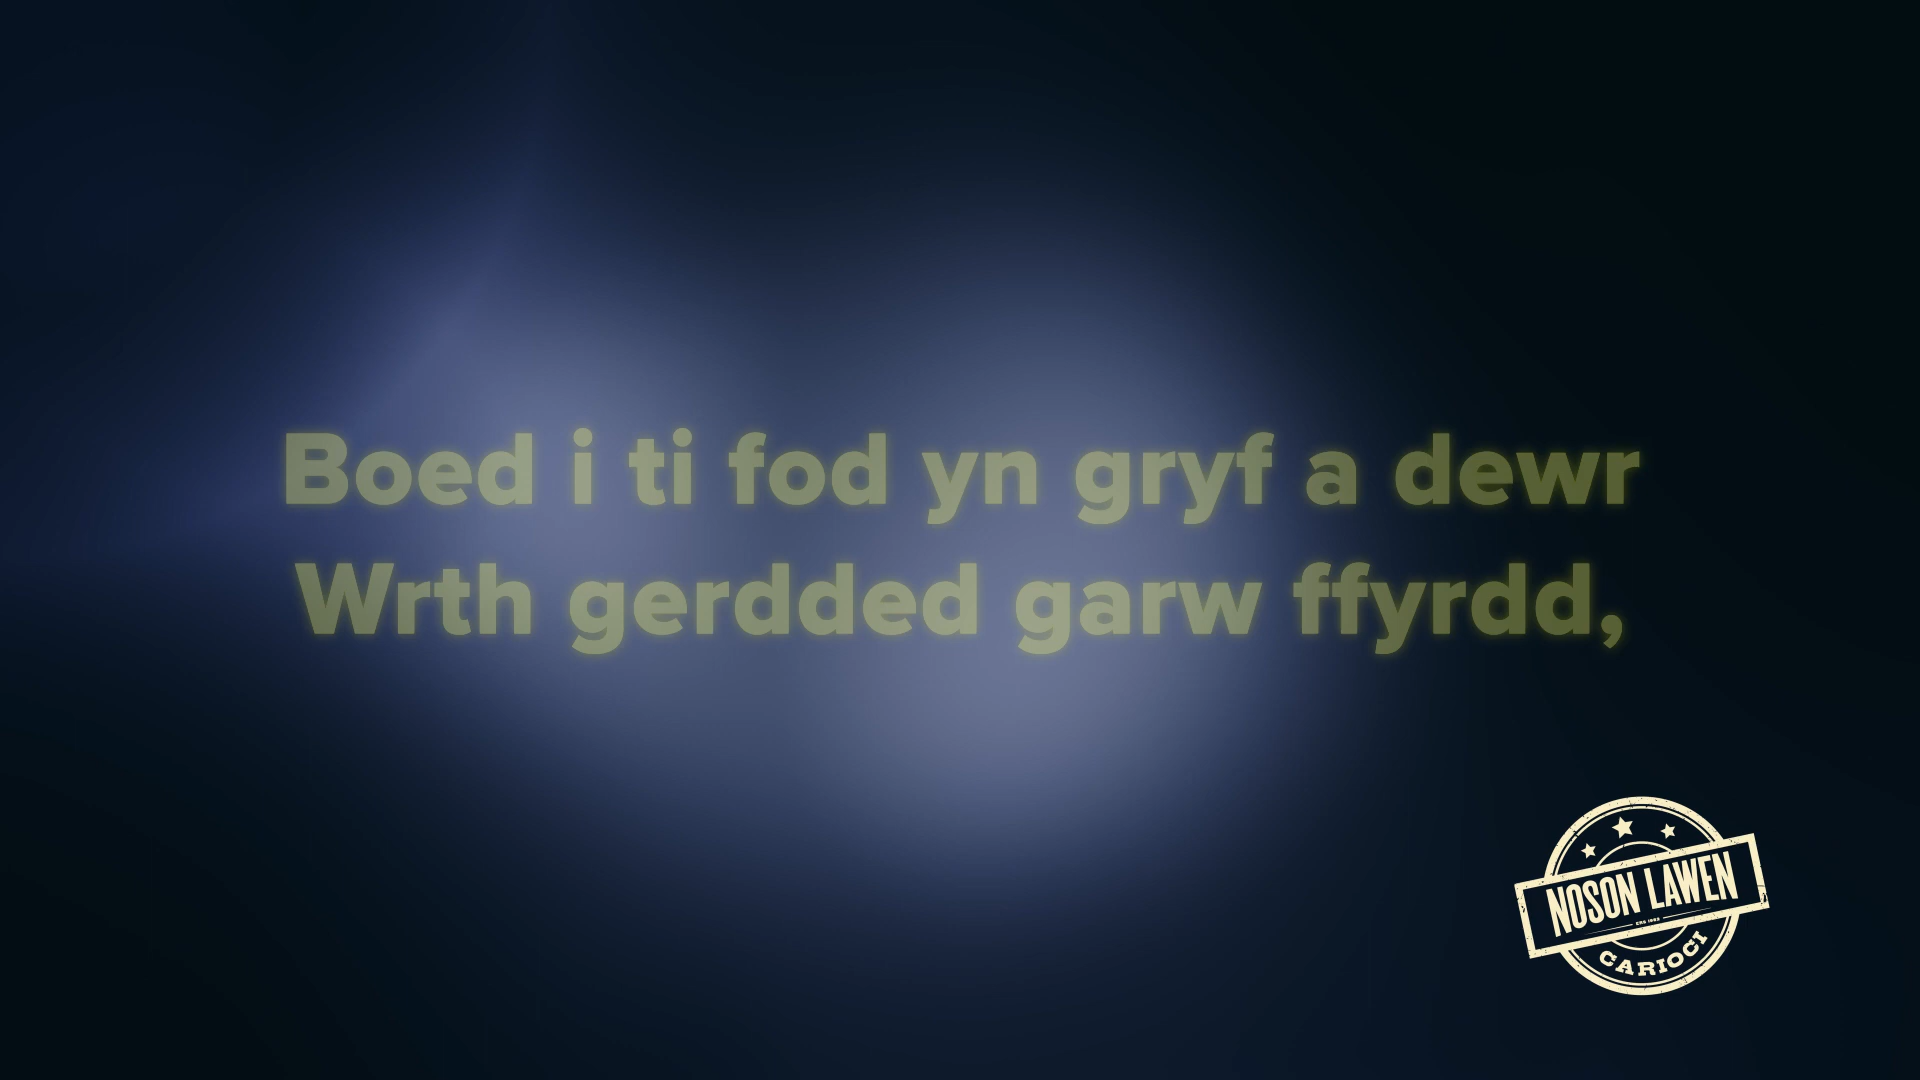 Boed i ti fod yn gryf a dewr
Wrth gerdded garw ffyrdd,
NOSON LAWEN
CARIOCI